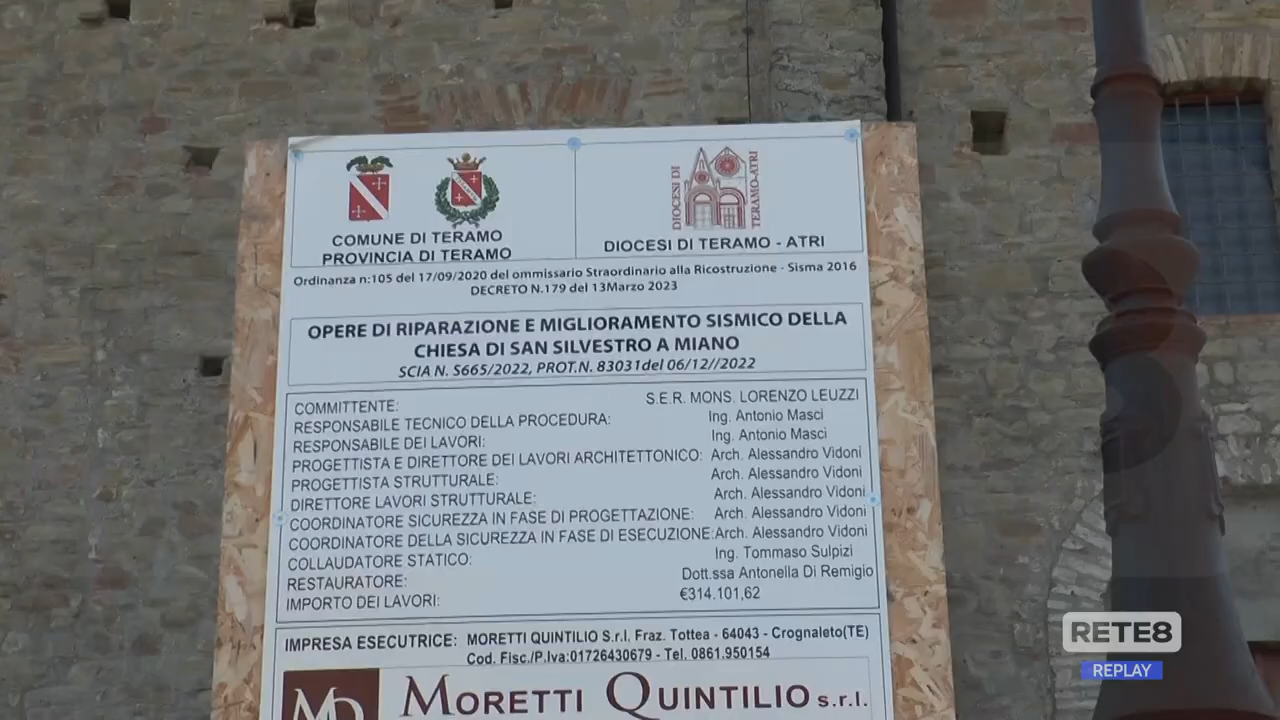 DIOCESI DI
TERAMO-ATRI
COMUNE DI TERAMO
PROVINCIA DI TERAMO
DIOCESI DI TERAMO - ATRI
Ordinanza n:105 del 17/09/2020 del ommissario Straordinario alla Ricostruzione - Sisma 2016
DECRETO N.179 del 13Marzo 2023
OPERE DI RIPARAZIONE E MIGLIORAMENTO SISMICO DELLA
CHIESA DI SAN SILVESTRO A MIANO
SCIA N. S665/2022, PROT.N. 83031del 06/12//2022
COMMITTENTE: S.E.R. MONS. LORENZO LEUZZI
RESPONSABILE TECNICO DELLA PROCEDURA: Ing. Antonio Masci
RESPONSABILE DEI LAVORI: Ing. Antonio Masci
PROGETTISTA E DIRETTORE DEI LAVORI ARCHITETTONICO: Arch. Alessandro Vidoni
PROGETTISTA STRUTTURALE: Arch. Alessandro Vidoni
DIRETTORE LAVORI STRUTTURALE: Arch. Alessandro Vidoni
COORDINATORE SICUREZZA IN FASE DI PROGETTAZIONE: Arch. Alessandro Vidoni
COORDINATORE DELLA SICUREZZA IN FASE DI ESECUZIONE: Arch. Alessandro Vidoni
COLLAUDATORE STATICO: Ing. Tommaso Sulpizi
RESTAURATORE: Dott.ssa Antonella Di Remigio
IMPORTO DEI LAVORI: €314.101,62
IMPRESA ESECUTRICE: MORETTI QUINTILIO S.r.l. Fraz. Tottea - 64043 - Crognaleto(TE)
Cod. Fisc./P.Iva:01726430679 - Tel. 0861.950154
MQ MORETTI QUINTILIO s.r.l.
RETE8
REPLAY